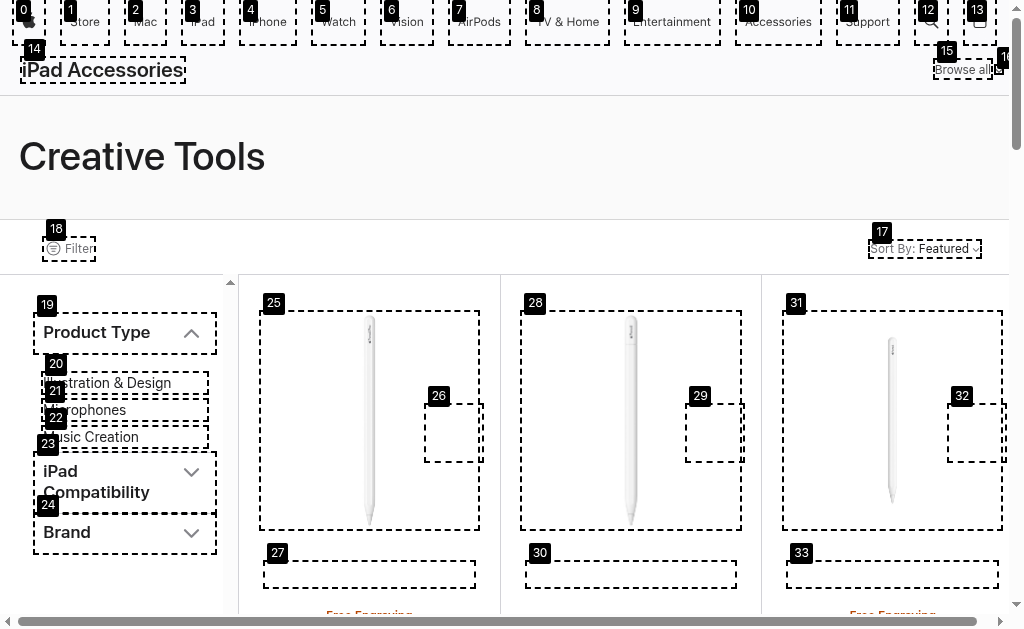 0 1 2 3 4 5 6 7 8 9 10 11 12 13
Store Mac iPad iPhone Watch Vision AirPods TV & Home Entertainment Accessories Support
14 15
iPad Accessories Browse all
Creative Tools
18 17
Filter Sort By: Featured
19 25 28 31
Product Type
20
Illustration & Design
21 26 29 32
Microphones
22
Music Creation
23
iPad
Compatibility
24
Brand
27 30 33
Free Engraving Free Engraving